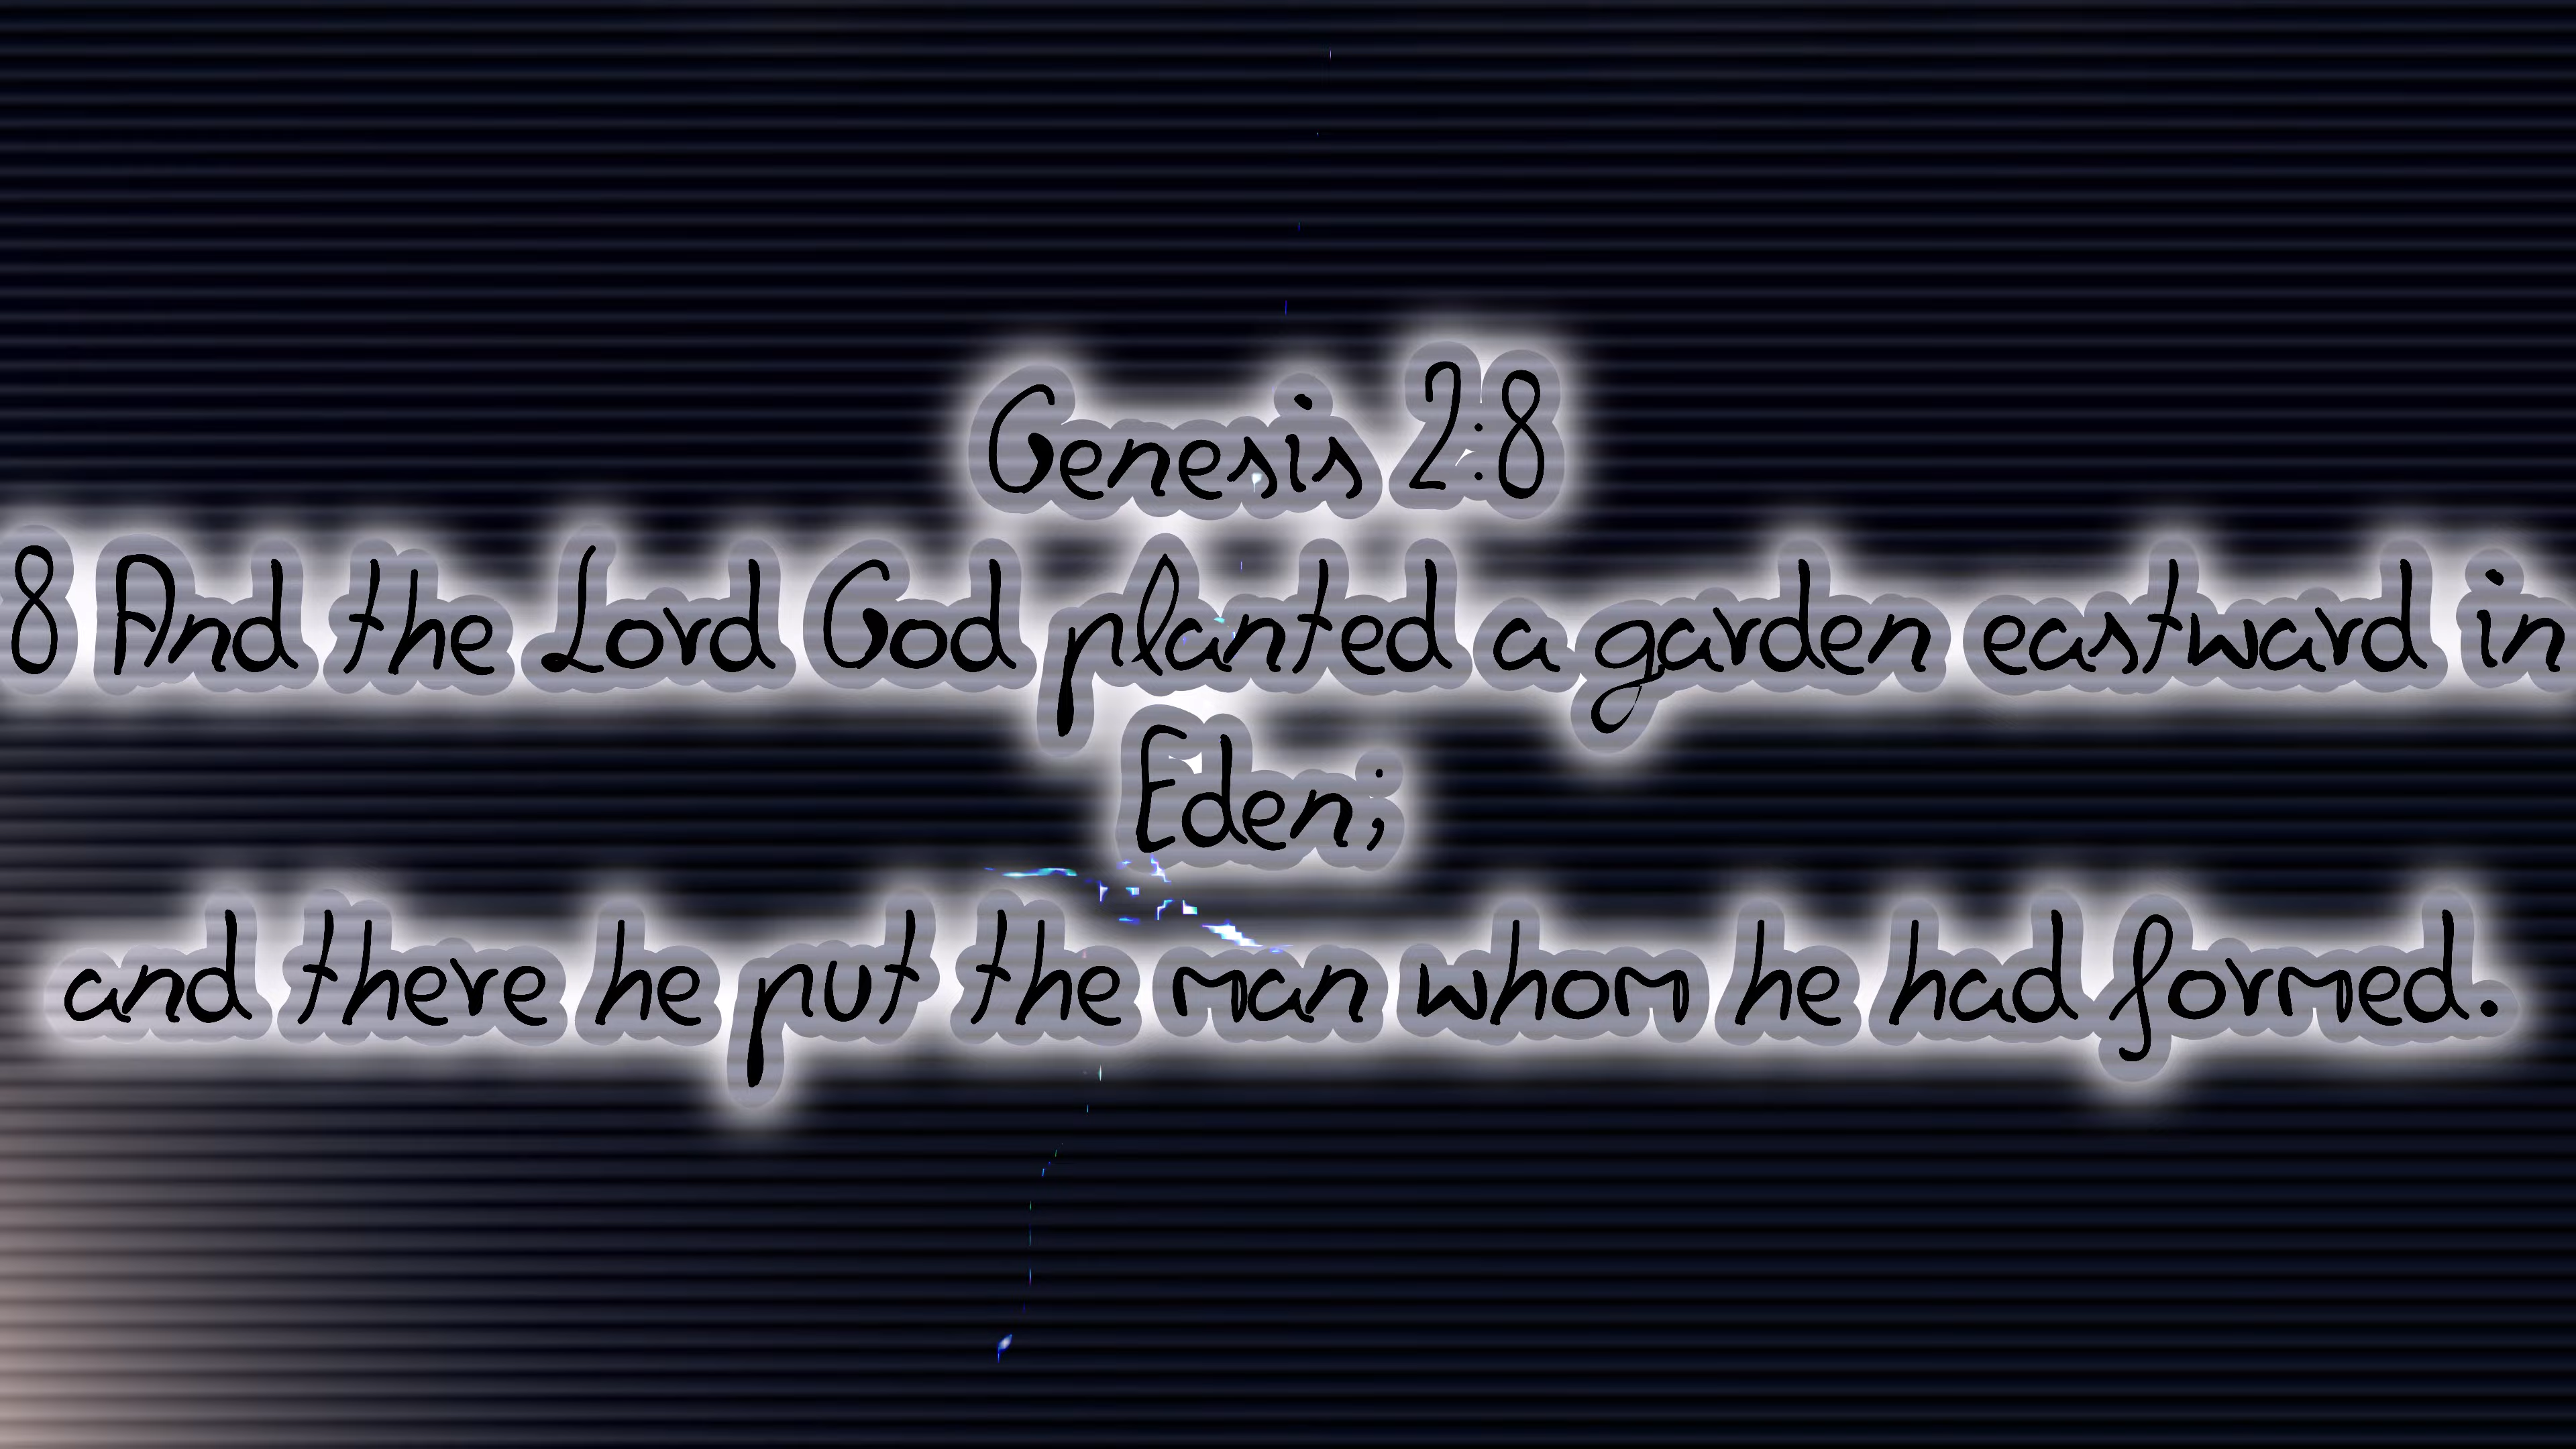 Genesis 2:8
8 And the Lord God planted a garden eastward in
Eden;
and there he put the man whom he had formed.